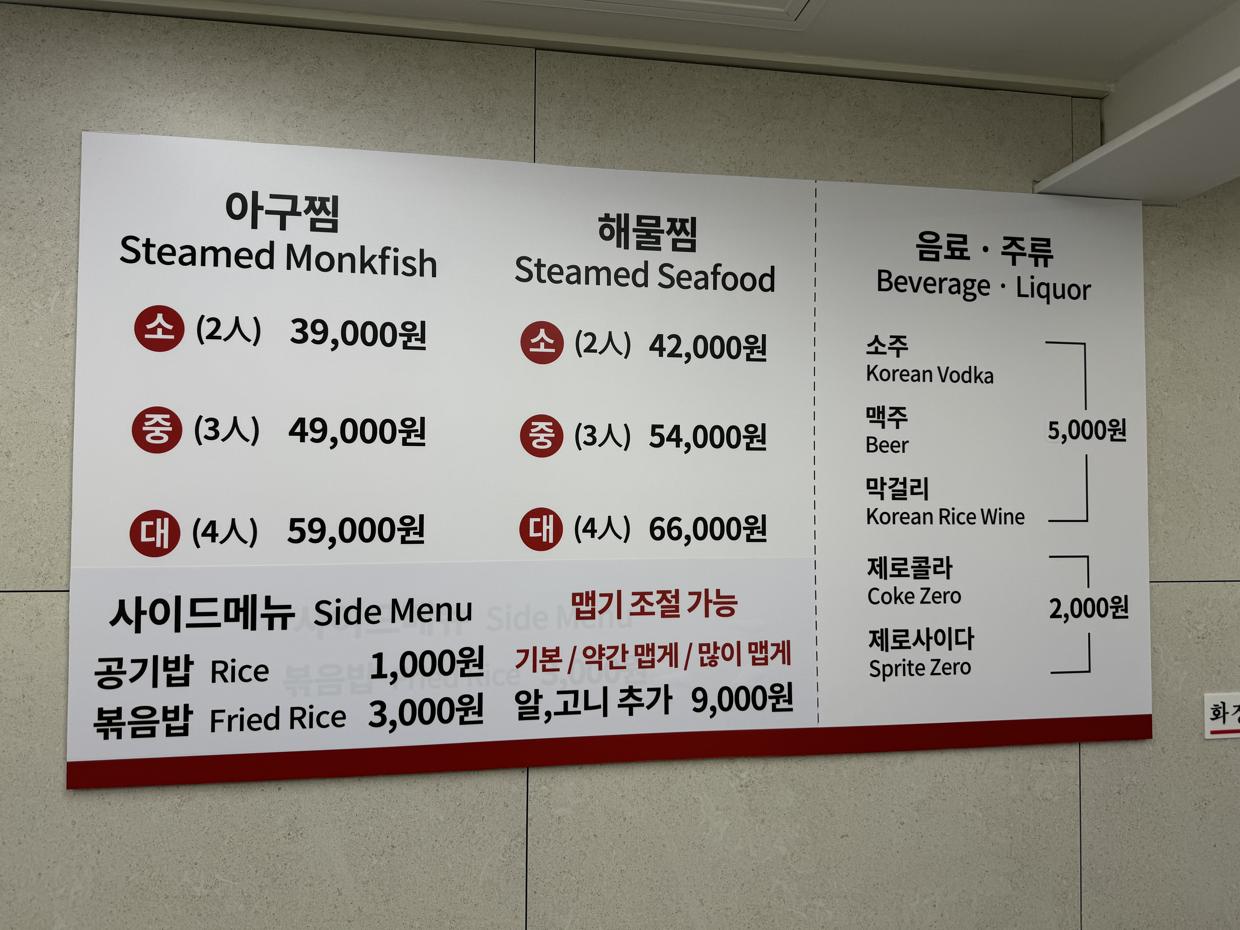 아구찜
Steamed Monkfish
소 (2人) 39,000원
중 (3人) 49,000원
대 (4人) 59,000원
해물찜
Steamed Seafood
소 (2人) 42,000원
중 (3人) 54,000원
대 (4人) 66,000원
사이드메뉴 Side Menu
공기밥 Rice 1,000원
볶음밥 Fried Rice 3,000원
맵기 조절 가능
기본 / 약간 맵게 / 많이 맵게
알,고니 추가 9,000원
음료 · 주류
Beverage · Liquor
소주
Korean Vodka
맥주
Beer
5,000원
막걸리
Korean Rice Wine
제로콜라
Coke Zero
2,000원
제로사이다
Sprite Zero